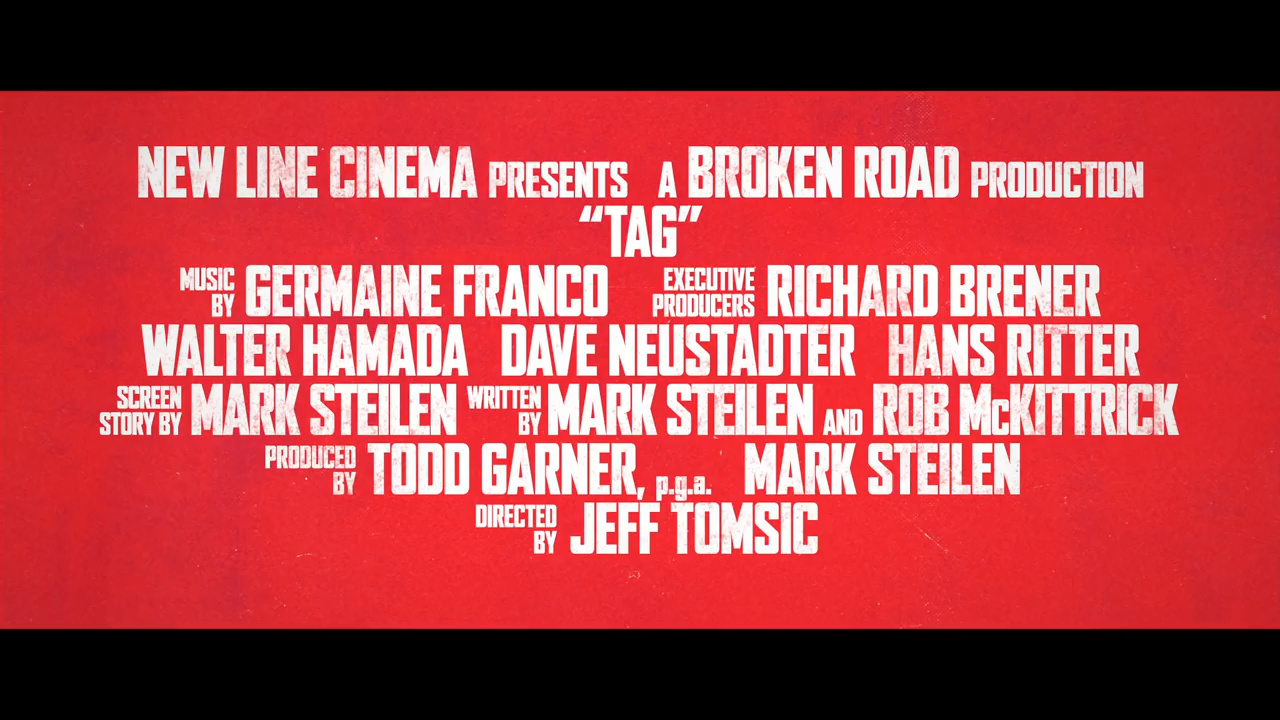 NEW LINE CINEMA PRESENTS A BROKEN ROAD PRODUCTION
“TAG”
MUSIC BY GERMAINE FRANCO EXECUTIVE PRODUCERS RICHARD BRENER
WALTER HAMADA DAVE NEUSTADTER HANS RITTER
SCREEN STORY BY MARK STEILEN WRITTEN BY MARK STEILEN AND ROB McKITTRICK
PRODUCED BY TODD GARNER, p.g.a. MARK STEILEN
DIRECTED BY JEFF TOMSIC